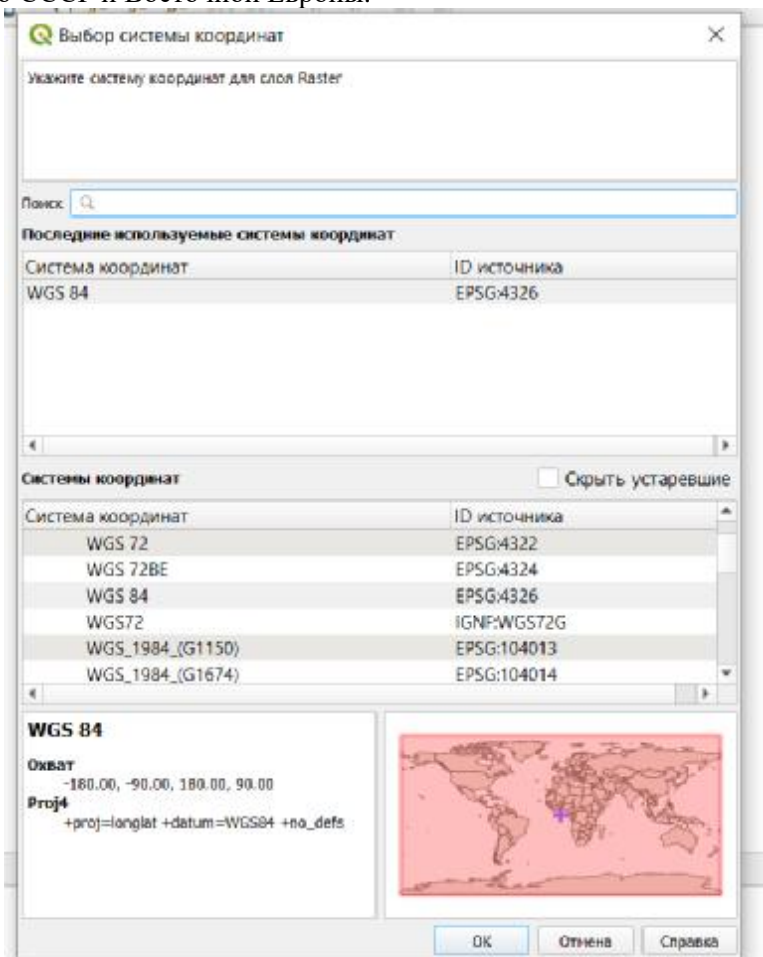 о СССР и Восточной Европы.
Выбор системы координат
Укажите систему координат для слоя Raster
Поиск
Последние используемые системы координат
Система координат ID источника
WGS 84 EPSG:4326
Системы координат Скрыть устаревшие
Система координат ID источника
WGS 72 EPSG:4322
WGS 72BE EPSG:4324
WGS 84 EPSG:4326
WGS72 IGNF:WGS72G
WGS_1984_(G1150) EPSG:104013
WGS_1984_(G1674) EPSG:104014
WGS 84
Охват
-180.00, -90.00, 180.00, 90.00
Proj4
+proj=longlat +datum=WGS84 +no_defs
OK Отмена Справка